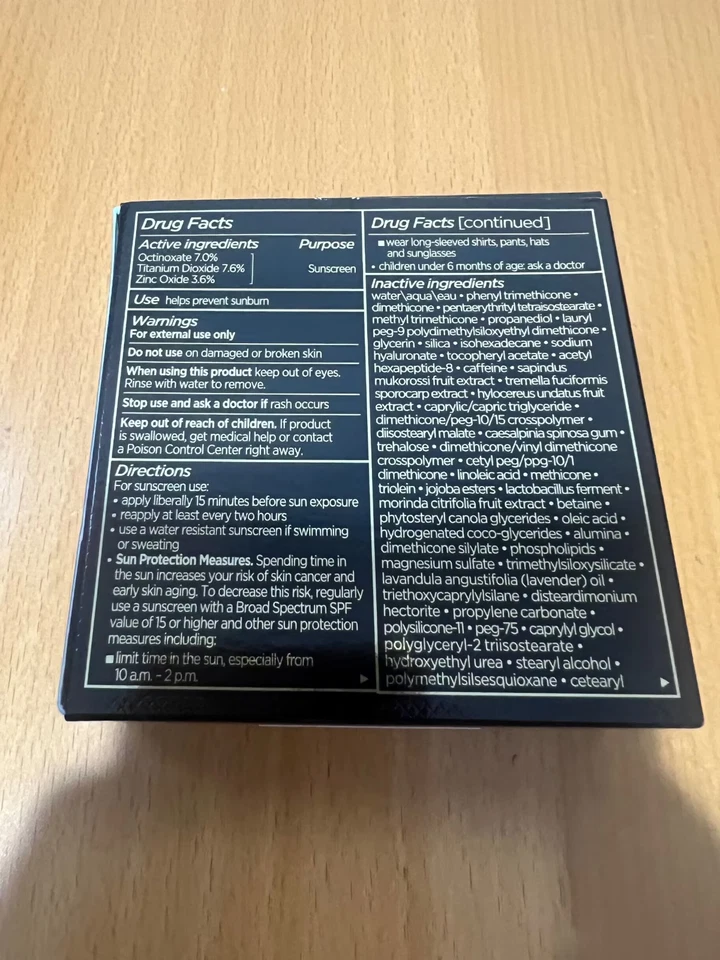 Drug Facts
Active ingredients Purpose
Octinoxate 7.0%
Titanium Dioxide 7.6% Sunscreen
Zinc Oxide 3.6%
Use helps prevent sunburn
Warnings
For external use only
Do not use on damaged or broken skin
When using this product keep out of eyes.
Rinse with water to remove.
Stop use and ask a doctor if rash occurs
Keep out of reach of children. If product
is swallowed, get medical help or contact
a Poison Control Center right away.
Directions
For sunscreen use:
• apply liberally 15 minutes before sun exposure
• reapply at least every two hours
• use a water resistant sunscreen if swimming
or sweating
• Sun Protection Measures. Spending time in
the sun increases your risk of skin cancer and
early skin aging. To decrease this risk, regularly
use a sunscreen with a Broad Spectrum SPF
value of 15 or higher and other sun protection
measures including:
■ limit time in the sun, especially from
10 a.m. - 2 p.m.
Drug Facts [continued]
■ wear long-sleeved shirts, pants, hats
and sunglasses
• children under 6 months of age: ask a doctor
Inactive ingredients
water\aqua\eau • phenyl trimethicone •
dimethicone • pentaerythrityl tetraisostearate •
methyl trimethicone • propanediol • lauryl
peg-9 polydimethylsiloxyethyl dimethicone •
glycerin • silica • isohexadecane • sodium
hyaluronate • tocopheryl acetate • acetyl
hexapeptide-8 • caffeine • sapindus
mukorossi fruit extract • tremella fuciformis
sporocarp extract • hylocereus undatus fruit
extract • caprylic/capric triglyceride •
dimethicone/peg-10/15 crosspolymer •
diisostearyl malate • caesalpinia spinosa gum •
trehalose • dimethicone/vinyl dimethicone
crosspolymer • cetyl peg/ppg-10/1
dimethicone • linoleic acid • methicone •
triolein • jojoba esters • lactobacillus ferment •
morinda citrifolia fruit extract • betaine •
phytosteryl canola glycerides • oleic acid •
hydrogenated coco-glycerides • alumina •
dimethicone silylate • phospholipids •
magnesium sulfate • trimethylsiloxysilicate •
lavandula angustifolia (lavender) oil •
triethoxycaprylylsilane • disteardimonium
hectorite • propylene carbonate •
polysilicone-11 • peg-75 • caprylyl glycol •
polyglyceryl-2 triisostearate •
hydroxyethyl urea • stearyl alcohol •
polymethylsilsesquioxane • cetearyl